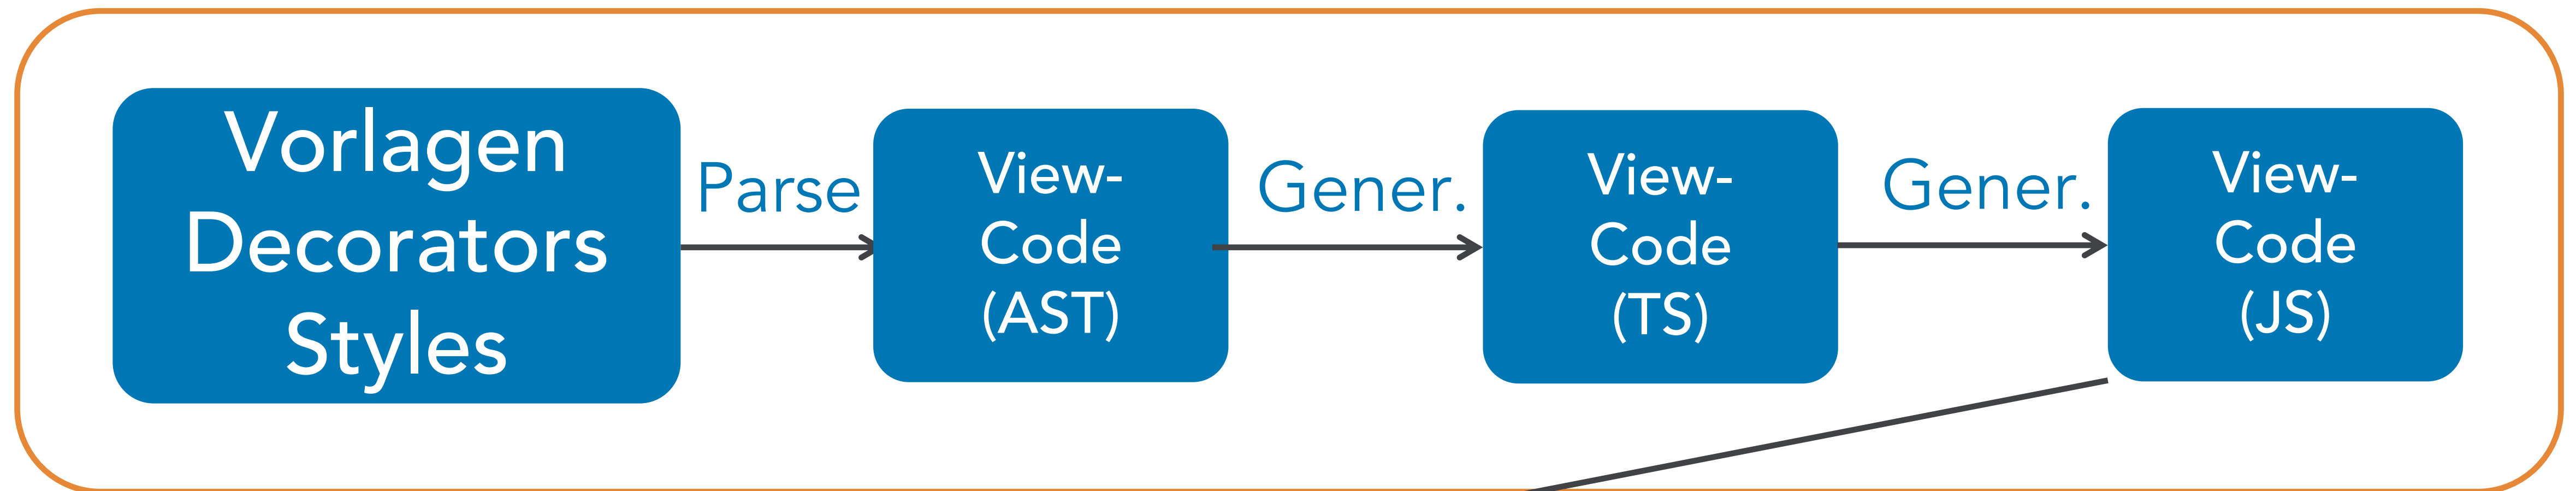 Vorlagen
Decorators
Styles
Parse
View-
Code
(AST)
Gener.
View-
Code
(TS)
Gener.
View-
Code
(JS)